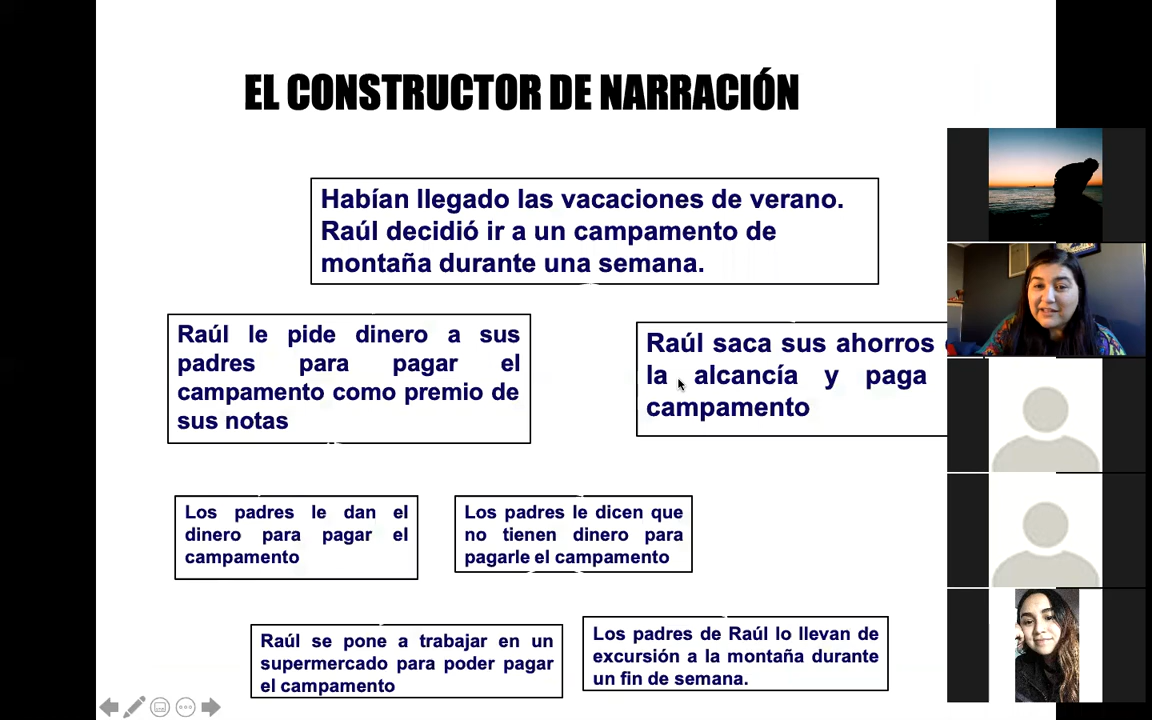 EL CONSTRUCTOR DE NARRACIÓN
Habían llegado las vacaciones de verano.
Raúl decidió ir a un campamento de
montaña durante una semana.
Raúl le pide dinero a sus
padres para pagar el
campamento como premio de
sus notas
Raúl saca sus ahorros
la alcancía y paga
campamento
Los padres le dan el
dinero para pagar el
campamento
Los padres le dicen que
no tienen dinero para
pagarle el campamento
Raúl se pone a trabajar en un
supermercado para poder pagar
el campamento
Los padres de Raúl lo llevan de
excursión a la montaña durante
un fin de semana.